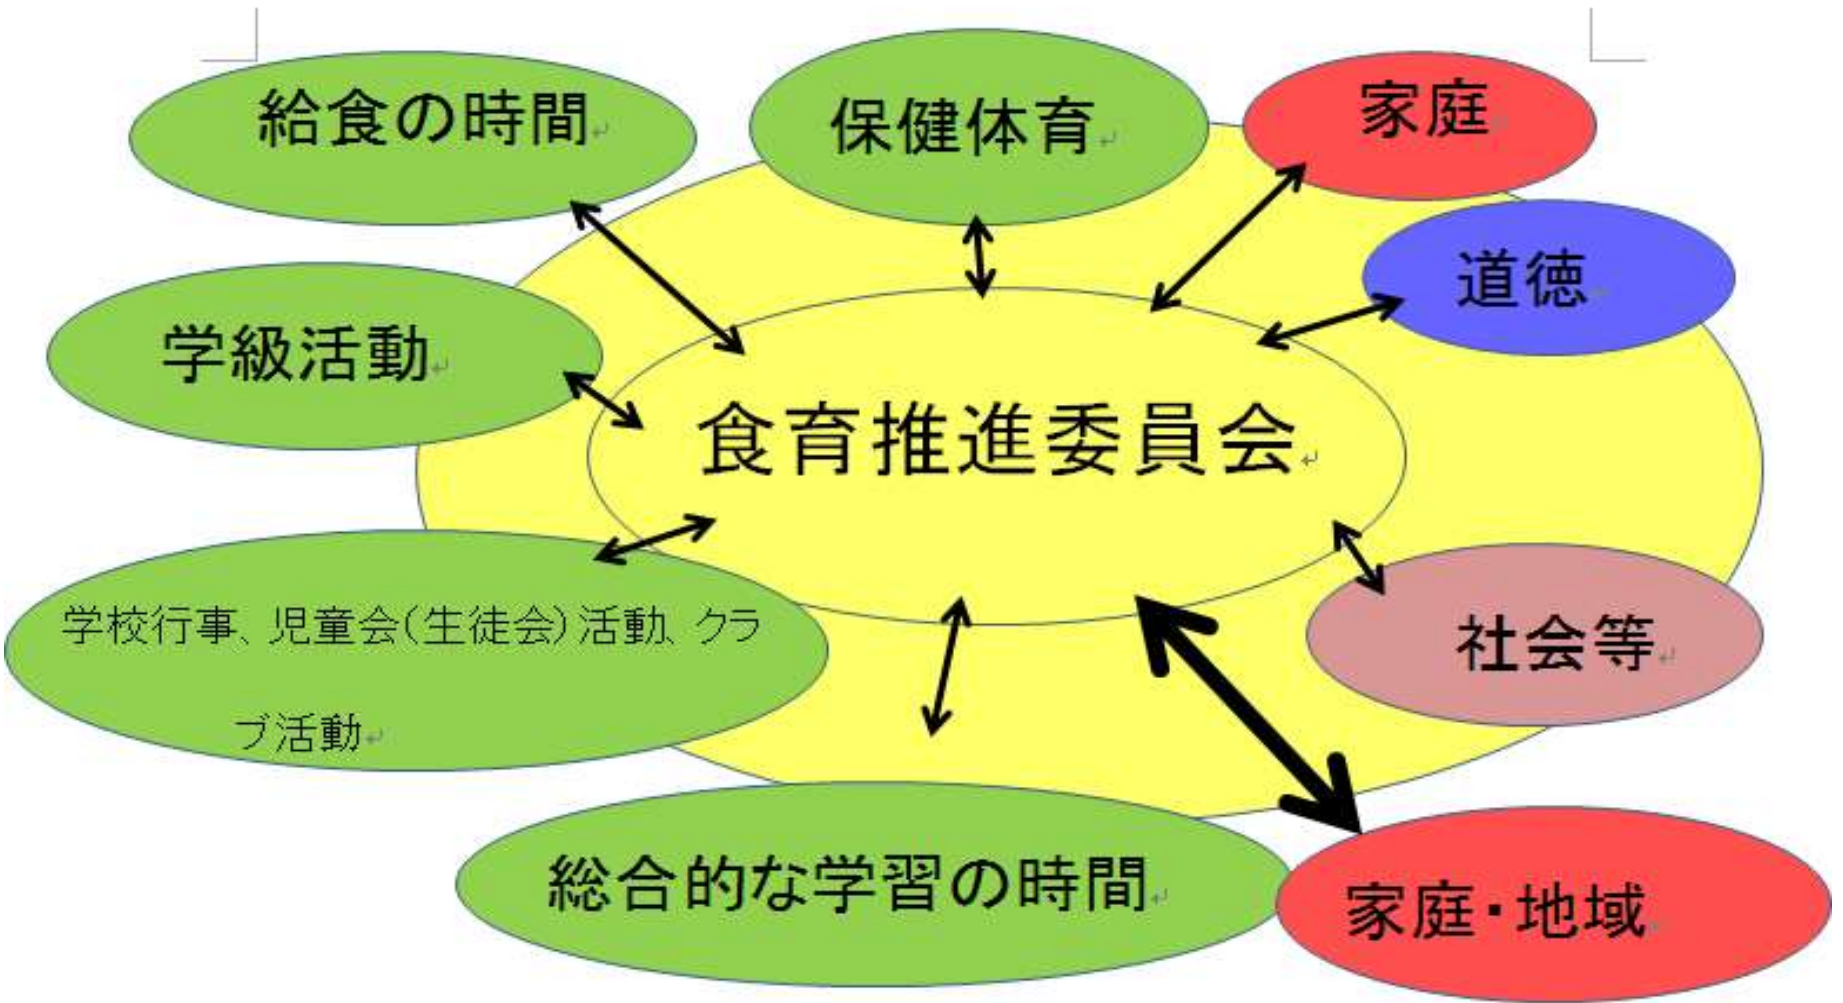 給食の時間
保健体育
家庭
道徳
学級活動
食育推進委員会
学校行事、児童会(生徒会)活動、クラ
ブ活動
社会等
総合的な学習の時間
家庭・地域